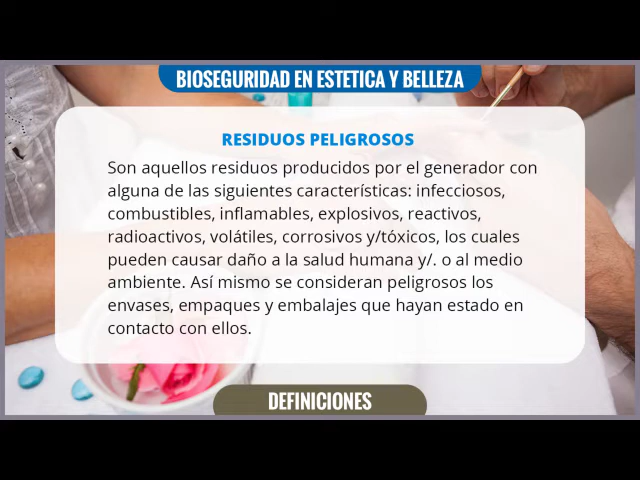 BIOSEGURIDAD EN ESTETICA Y BELLEZA
RESIDUOS PELIGROSOS
Son aquellos residuos producidos por el generador con
alguna de las siguientes características: infecciosos,
combustibles, inflamables, explosivos, reactivos,
radioactivos, volátiles, corrosivos y/tóxicos, los cuales
pueden causar daño a la salud humana y/. o al medio
ambiente. Así mismo se consideran peligrosos los
envases, empaques y embalajes que hayan estado en
contacto con ellos.
DEFINICIONES